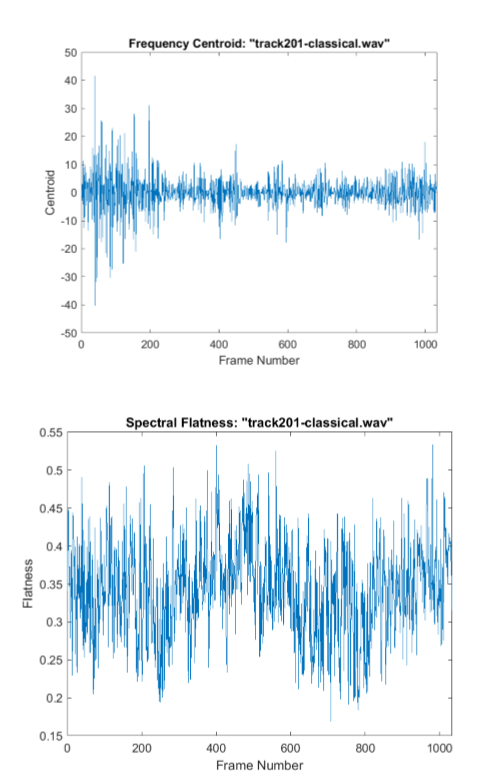 Frequency Centroid: "track201-classical.wav"
50
40
30
20
10
0
-10
-20
-30
-40
-50
Centroid
0 200 400 600 800 1000
Frame Number
Spectral Flatness: "track201-classical.wav"
0.55
0.5
0.45
0.4
0.35
0.3
0.25
0.2
0.15
Flatness
0 200 400 600 800 1000
Frame Number